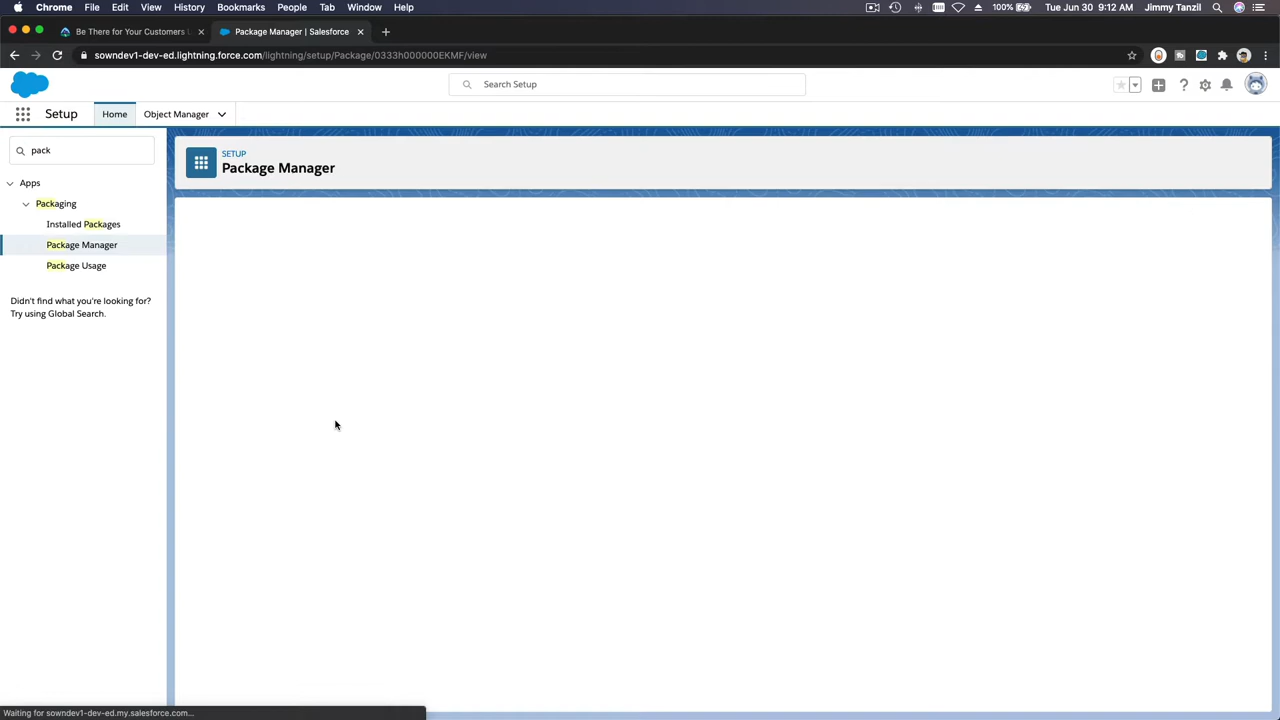 Chrome File Edit View History Bookmarks People Tab Window Help 100% Tue Jun 30 9:12 AM Jimmy Tanzil
Be There for Your Customers Package Manager | Salesforce
sowndev1-dev-ed.lightning.force.com/lightning/setup/Package/0333h000000EKMF/view
Search Setup
Setup Home Object Manager
pack
SETUP
Package Manager
Apps
Packaging
Installed Packages
Package Manager
Package Usage
Didn't find what you're looking for?
Try using Global Search.
Waiting for sowndev1-dev-ed.my.salesforce.com...